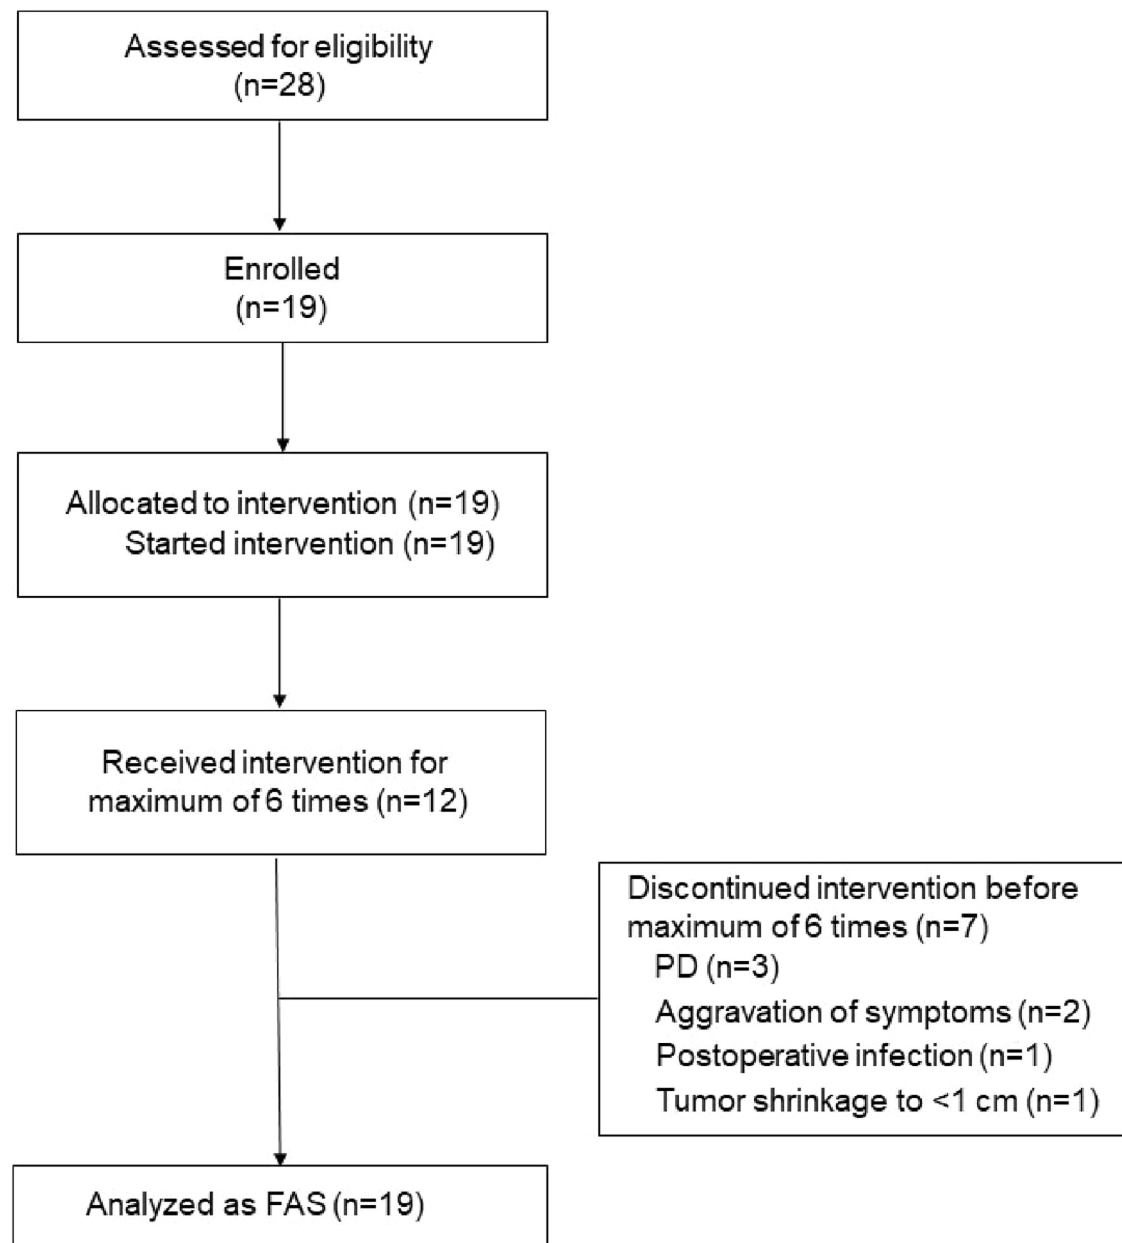 Assessed for eligibility
(n=28)
Enrolled
(n=19)
Allocated to intervention (n=19)
Started intervention (n=19)
Received intervention for
maximum of 6 times (n=12)
Discontinued intervention before
maximum of 6 times (n=7)
PD (n=3)
Aggravation of symptoms (n=2)
Postoperative infection (n=1)
Tumor shrinkage to <1 cm (n=1)
Analyzed as FAS (n=19)